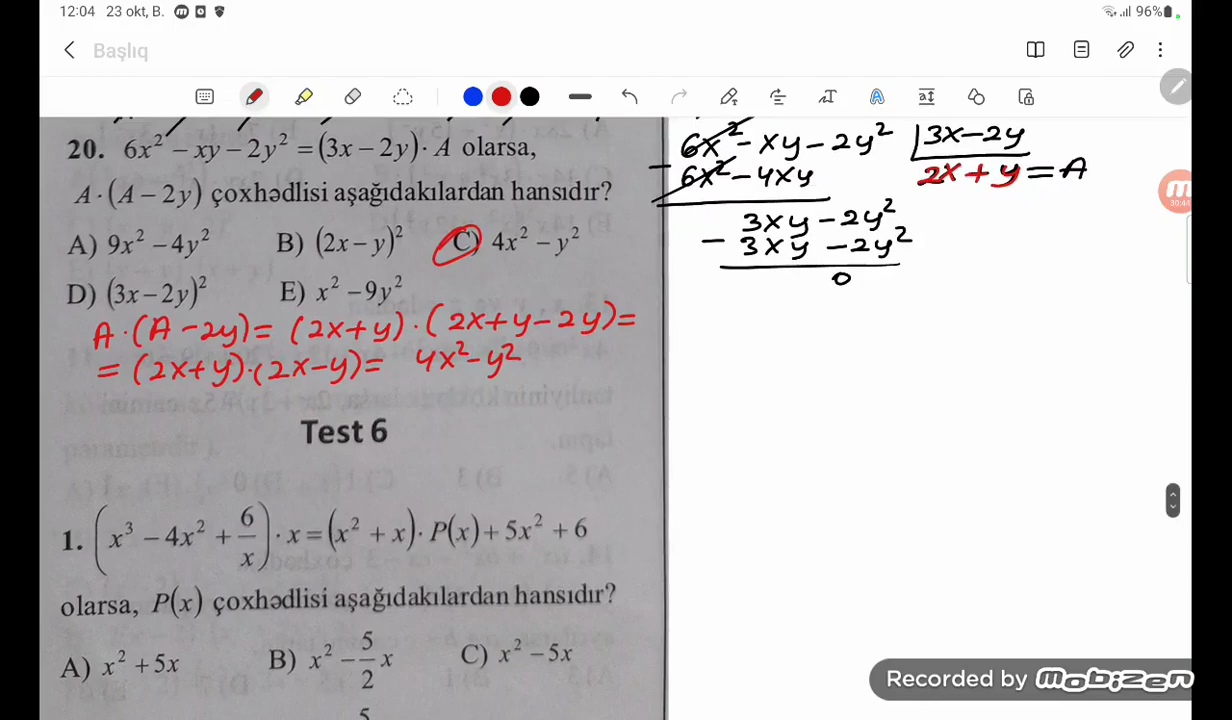 12:04 23 okt, B.
96%
Başlıq
20. 6x² − xy − 2y² = (3x − 2y) · A olarsa,
A · (A − 2y) çoxhədlisi aşağıdakılardan hansıdır?
A) 9x² − 4y² B) (2x − y)² C) 4x² − y²
D) (3x − 2y)² E) x² − 9y²
A · (A − 2y) = (2x + y) · (2x + y − 2y) =
= (2x + y) · (2x − y) = 4x² − y²
6x² − xy − 2y² | 3x − 2y
− 6x² − 4xy 2x + y = A
3xy − 2y²
− 3xy − 2y²
0
30:44
Test 6
1. (x³ − 4x² + 6/x) · x = (x² + x) · P(x) + 5x² + 6
olarsa, P(x) çoxhədlisi aşağıdakılardan hansıdır?
A) x² + 5x B) x² − 5/2 x C) x² − 5x
5
Recorded by mobizen